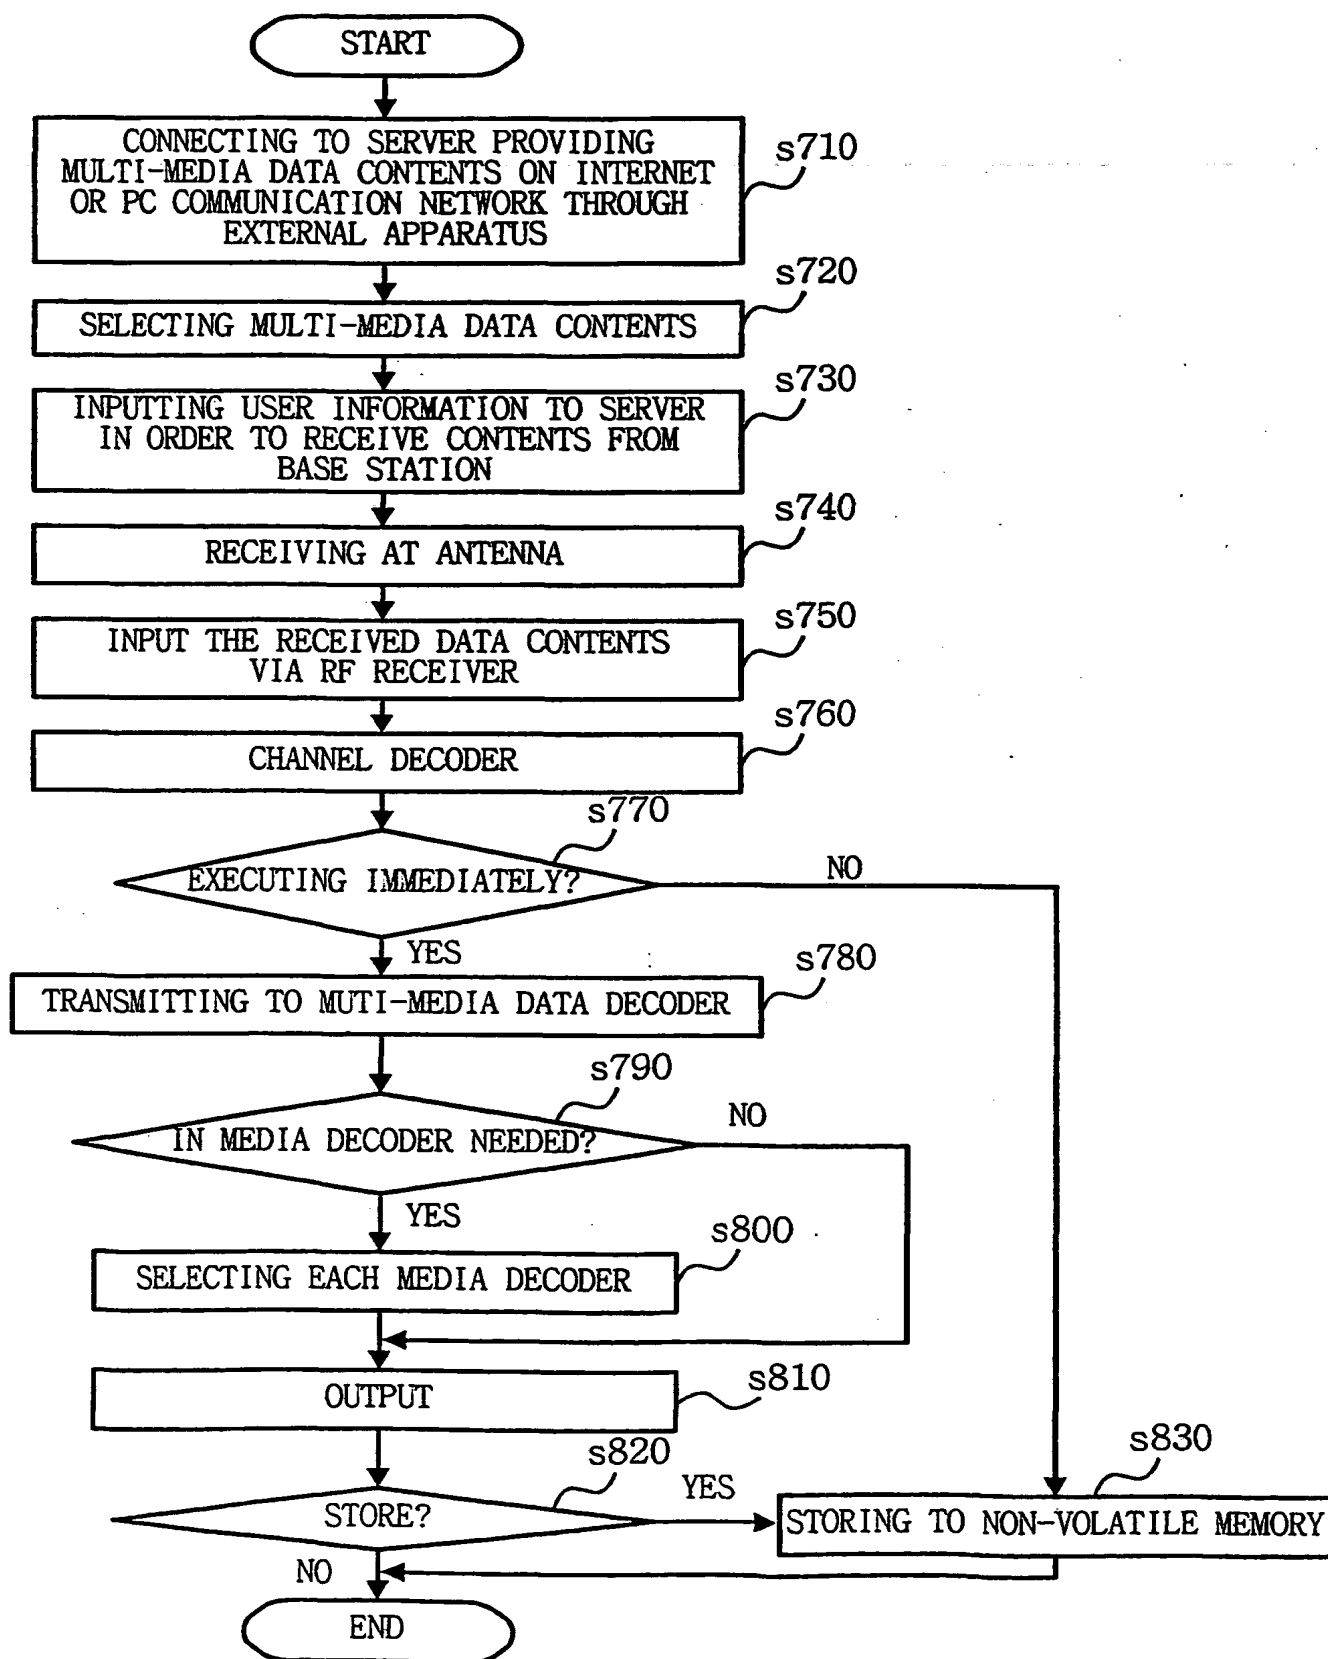 START
CONNECTING TO SERVER PROVIDING
MULTI-MEDIA DATA CONTENTS ON INTERNET
OR PC COMMUNICATION NETWORK THROUGH
EXTERNAL APPARATUS
s710
SELECTING MULTI-MEDIA DATA CONTENTS
s720
INPUTTING USER INFORMATION TO SERVER
IN ORDER TO RECEIVE CONTENTS FROM
BASE STATION
s730
RECEIVING AT ANTENNA
s740
INPUT THE RECEIVED DATA CONTENTS
VIA RF RECEIVER
s750
CHANNEL DECODER
s760
EXECUTING IMMEDIATELY?
s770
NO
YES
TRANSMITTING TO MUTI-MEDIA DATA DECODER
s780
IN MEDIA DECODER NEEDED?
s790
NO
YES
SELECTING EACH MEDIA DECODER
s800
OUTPUT
s810
STORE?
s820
YES
STORING TO NON-VOLATILE MEMORY
s830
NO
END